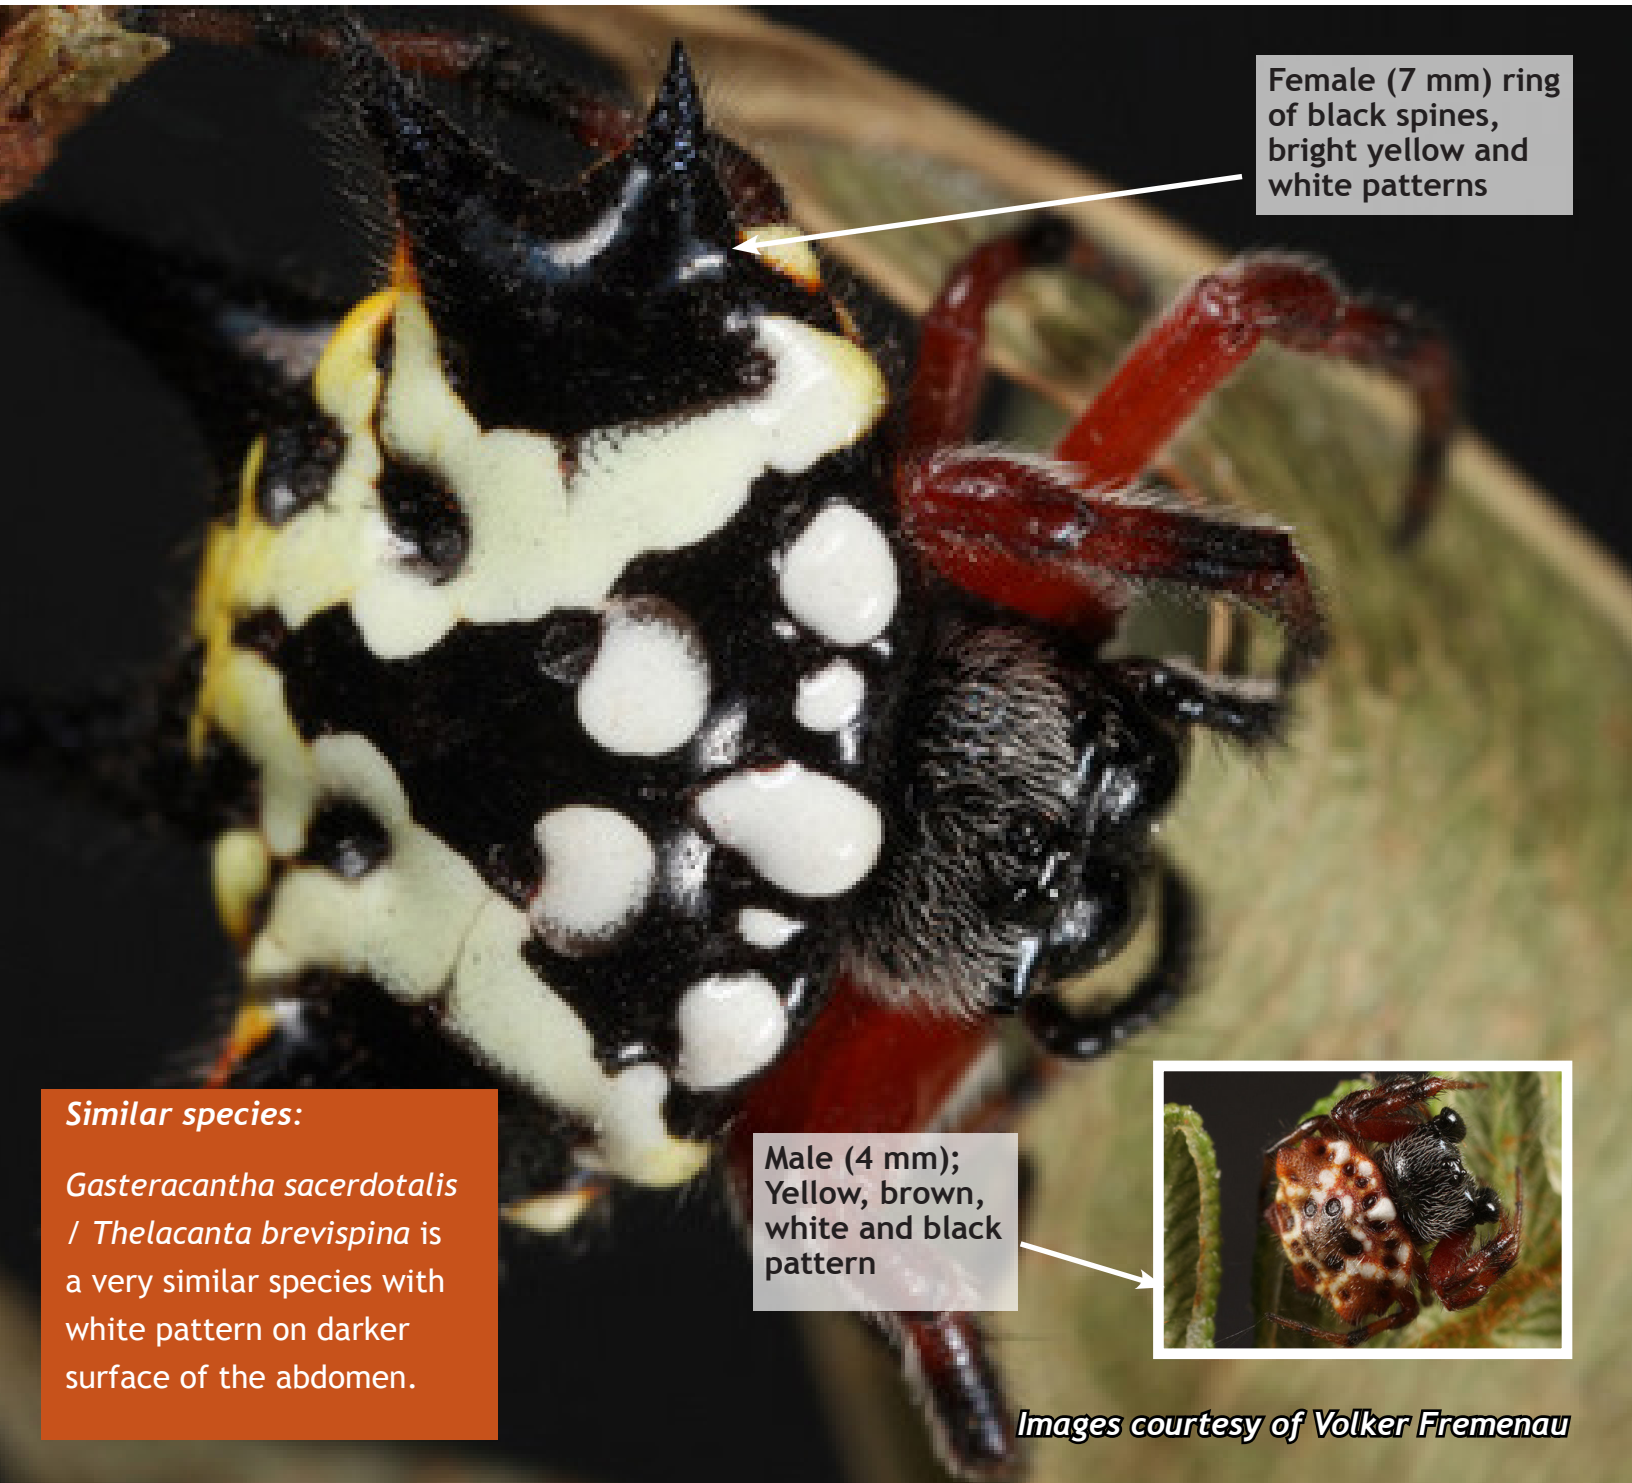 Female (7 mm) ring
of black spines,
bright yellow and
white patterns
Similar species:
Gasteracantha sacerdotalis
/ Thelacanta brevispina is
a very similar species with
white pattern on darker
surface of the abdomen.
Male (4 mm);
Yellow, brown,
white and black
pattern
Images courtesy of Volker Fremenau